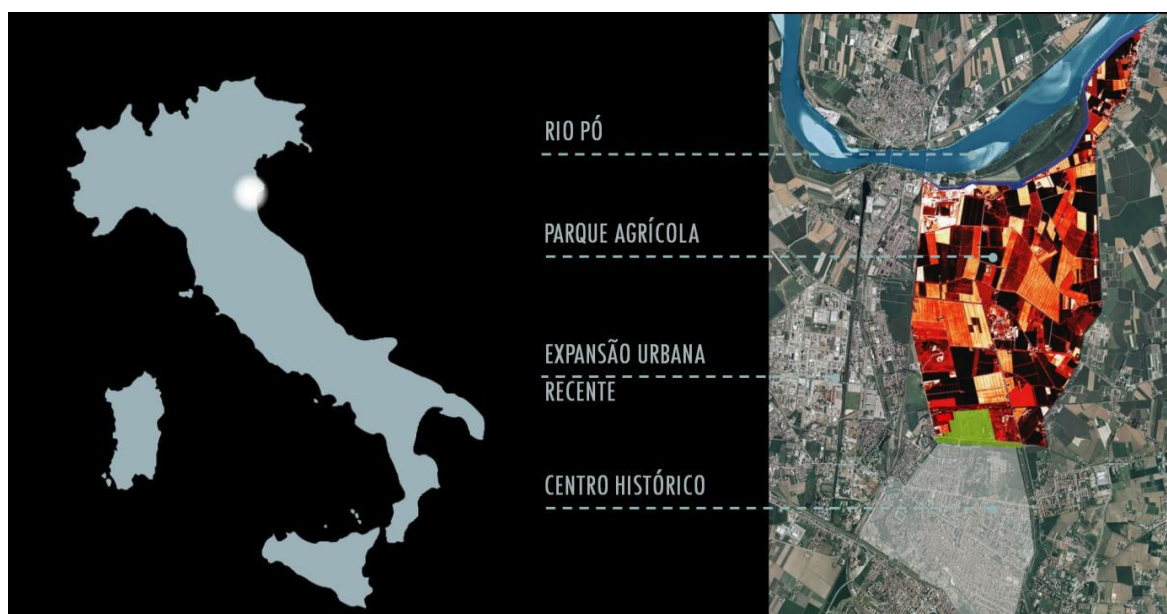 RIO PÓ
PARQUE AGRÍCOLA
EXPANSÃO URBANA
RECENTE
CENTRO HISTÓRICO